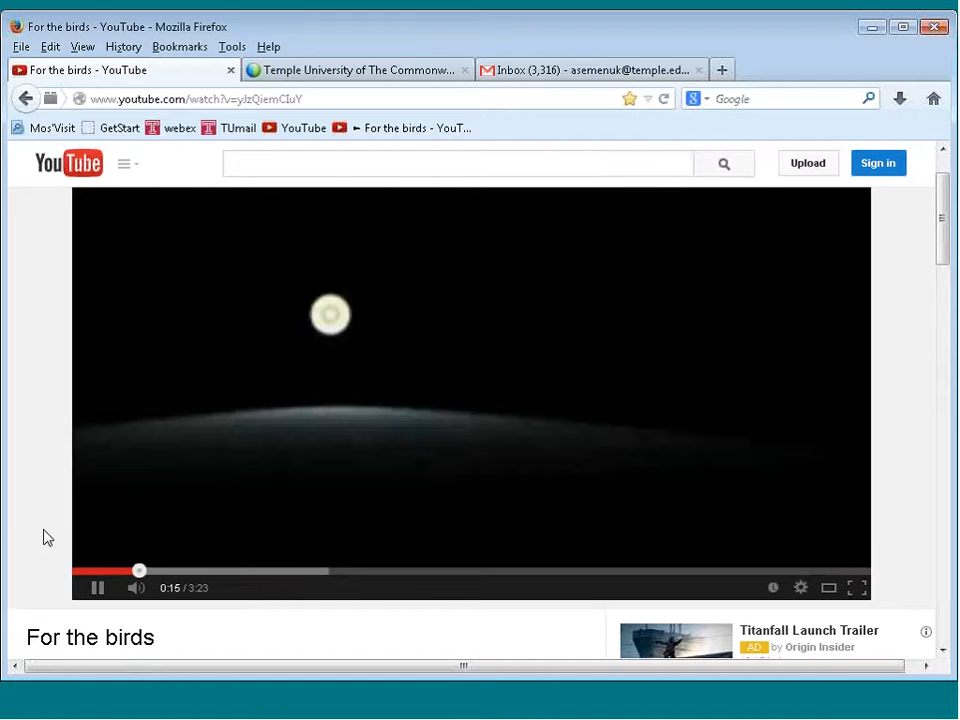 For the birds - YouTube - Mozilla Firefox
File Edit View History Bookmarks Tools Help
For the birds - YouTube Temple University of The Commonw... Inbox (3,316) - asemenuk@temple.ed...
www.youtube.com/watch?v=yJzQiemCIuY Google
Mos'Visit GetStart webex TUmail YouTube ► For the birds - YouT...
YouTube Upload Sign in
0:15 / 3:23
For the birds
Titanfall Launch Trailer
AD by Origin Insider